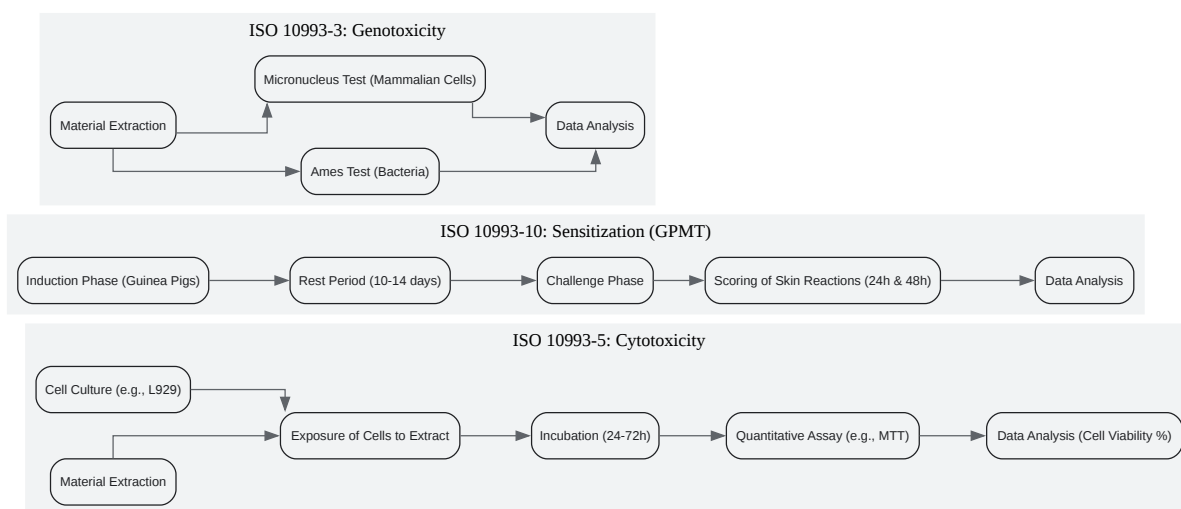 ISO 10993-3: Genotoxicity
Micronucleus Test (Mammalian Cells)
Material Extraction
Data Analysis
Ames Test (Bacteria)
ISO 10993-10: Sensitization (GPMT)
Induction Phase (Guinea Pigs)
Rest Period (10-14 days)
Challenge Phase
Scoring of Skin Reactions (24h & 48h)
Data Analysis
ISO 10993-5: Cytotoxicity
Cell Culture (e.g., L929)
Exposure of Cells to Extract
Incubation (24-72h)
Quantitative Assay (e.g., MTT)
Data Analysis (Cell Viability %)
Material Extraction